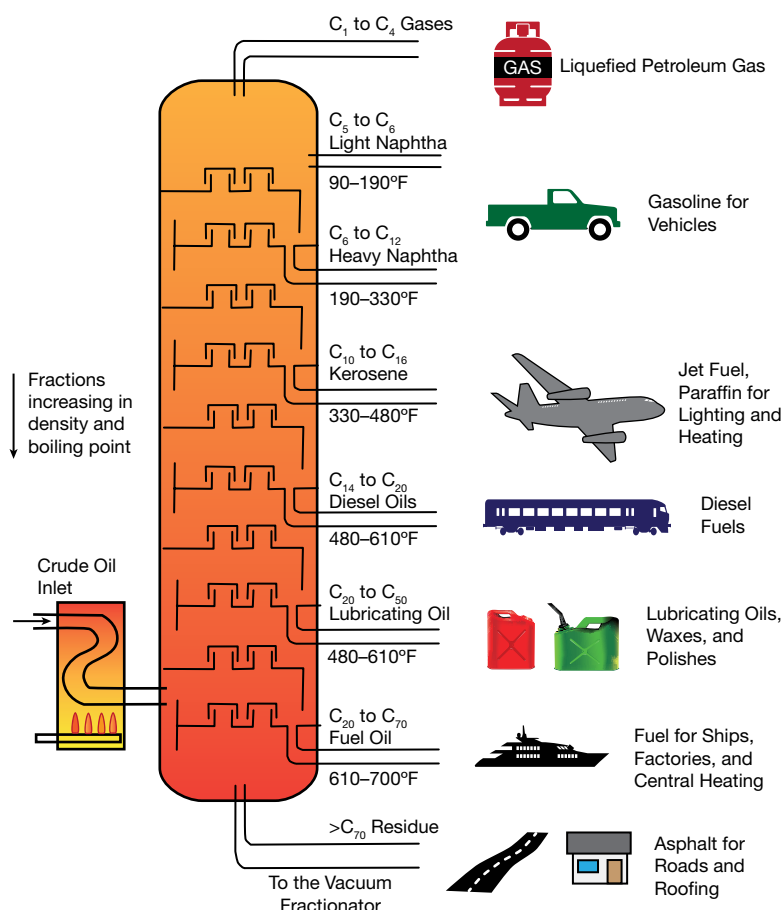 C₁ to C₄ Gases
GAS
Liquefied Petroleum Gas
C₅ to C₆
Light Naphtha
90–190ºF
Gasoline for
Vehicles
C₆ to C₁₂
Heavy Naphtha
190–330ºF
C₁₀ to C₁₆
Kerosene
330–480ºF
Jet Fuel,
Paraffin for
Lighting and
Heating
Fractions
increasing in
density and
boiling point
C₁₄ to C₂₀
Diesel Oils
480–610ºF
Diesel
Fuels
Crude Oil
Inlet
C₂₀ to C₅₀
Lubricating Oil
480–610ºF
Lubricating Oils,
Waxes, and
Polishes
C₂₀ to C₇₀
Fuel Oil
610–700ºF
Fuel for Ships,
Factories, and
Central Heating
>C₇₀ Residue
To the Vacuum
Fractionator
Asphalt for
Roads and
Roofing